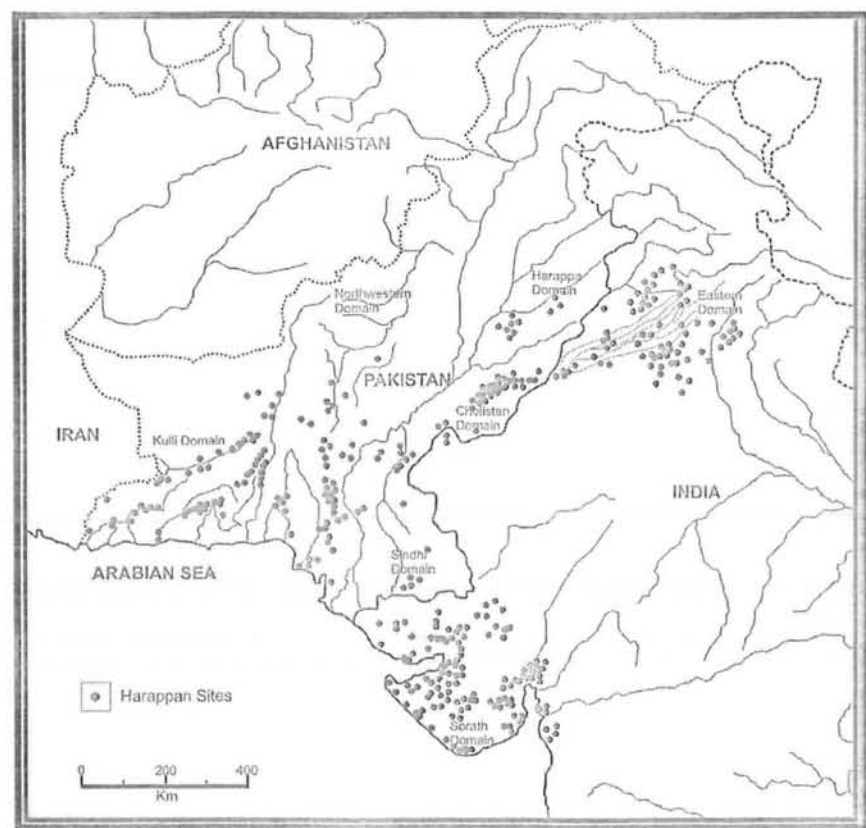 AFGHANISTAN
Harappa
Domain
Northwestern
Domain
Eastern
Domain
PAKISTAN
Cholistan
Domain
IRAN
Kulli Domain
INDIA
Sindhi
Domain
ARABIAN SEA
Harappan Sites
Sorath
Domain
0 200 400
Km